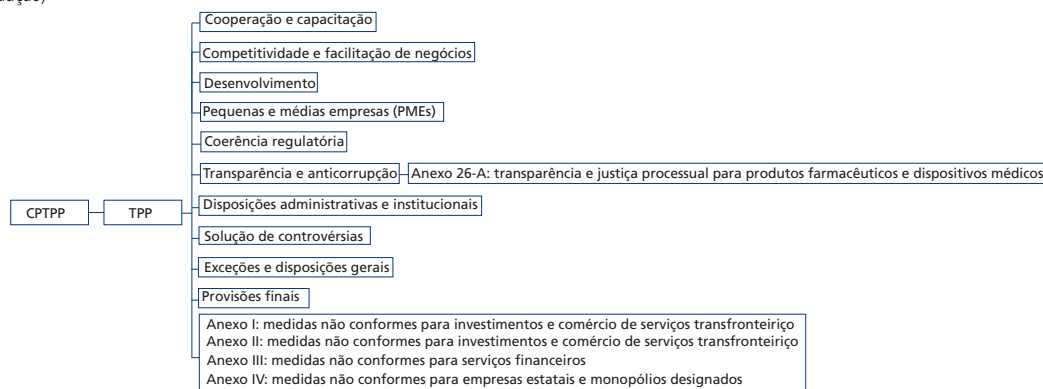 Cooperação e capacitação
Competitividade e facilitação de negócios
Desenvolvimento
Pequenas e médias empresas (PMEs)
Coerência regulatória
Transparência e anticorrupção
Anexo 26-A: transparência e justiça processual para produtos farmacêuticos e dispositivos médicos
CPTPP
TPP
Disposições administrativas e institucionais
Solução de controvérsias
Exceções e disposições gerais
Provisões finais
Anexo I: medidas não conformes para investimentos e comércio de serviços transfronteiriço
Anexo II: medidas não conformes para investimentos e comércio de serviços transfronteiriço
Anexo III: medidas não conformes para serviços financeiros
Anexo IV: medidas não conformes para empresas estatais e monopólios designados